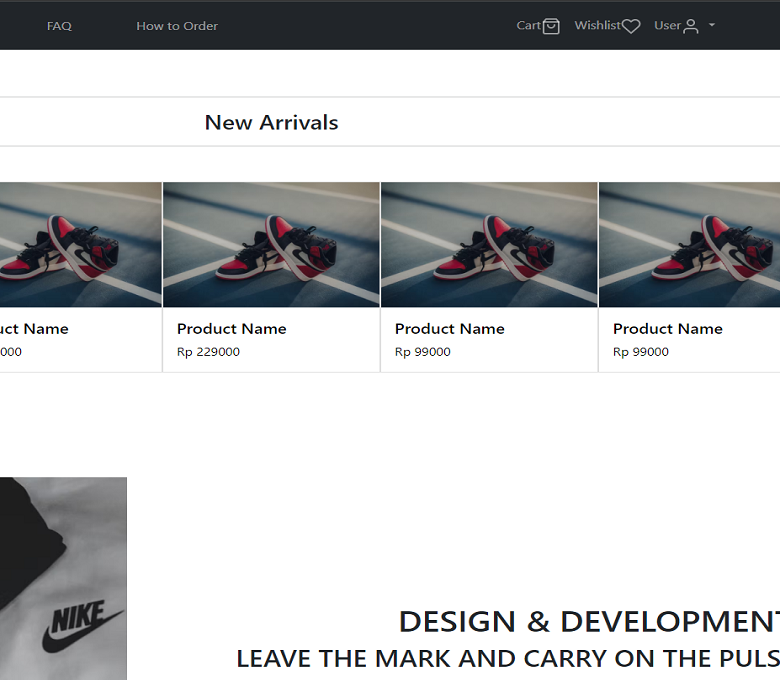 FAQ How to Order Cart Wishlist User
New Arrivals
uct Name Product Name Product Name Product Name
000 Rp 229000 Rp 99000 Rp 99000
NIKE
DESIGN & DEVELOPMENT
LEAVE THE MARK AND CARRY ON THE PULS